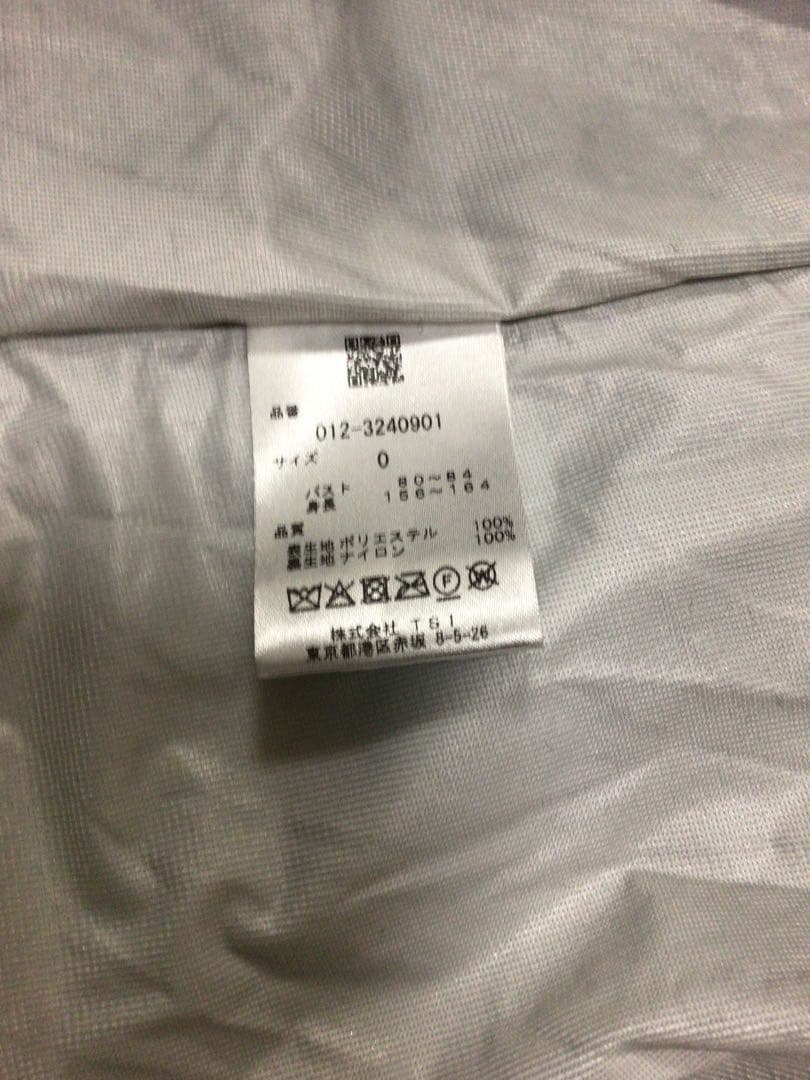 品番
012-3240901
サイズ 0
バスト 80～84
身長 156～164
品質
表生地 ポリエステル 100%
裏生地 ナイロン 100%
F W
株式会社 TSI
東京都港区赤坂 8-5-26